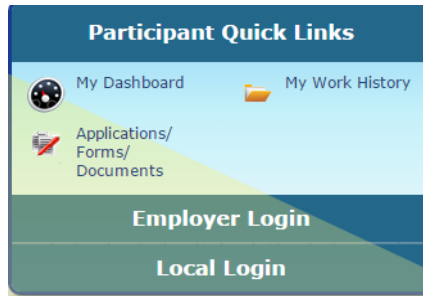 Participant Quick Links
My Dashboard
My Work History
Applications/
Forms/
Documents
Employer Login
Local Login